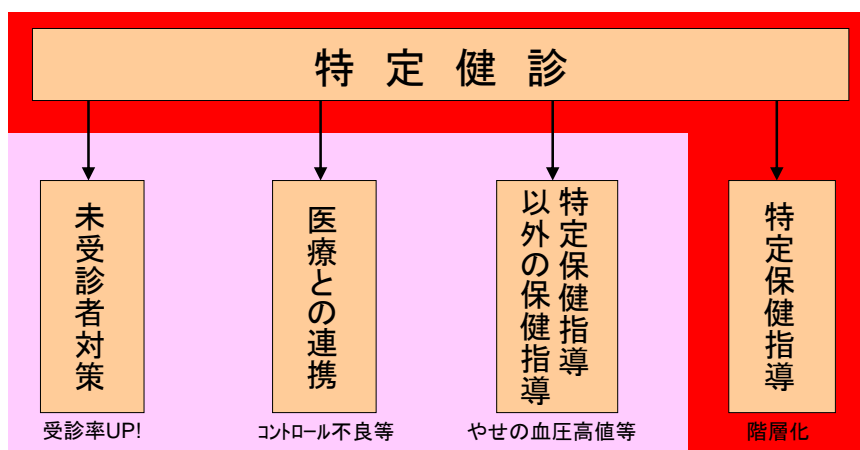 特定健診
未受診者対策
医療との連携
特定保健指導
以外の保健指導
特定保健指導
受診率UP!
コントロール不良等
やせの血圧高値等
階層化